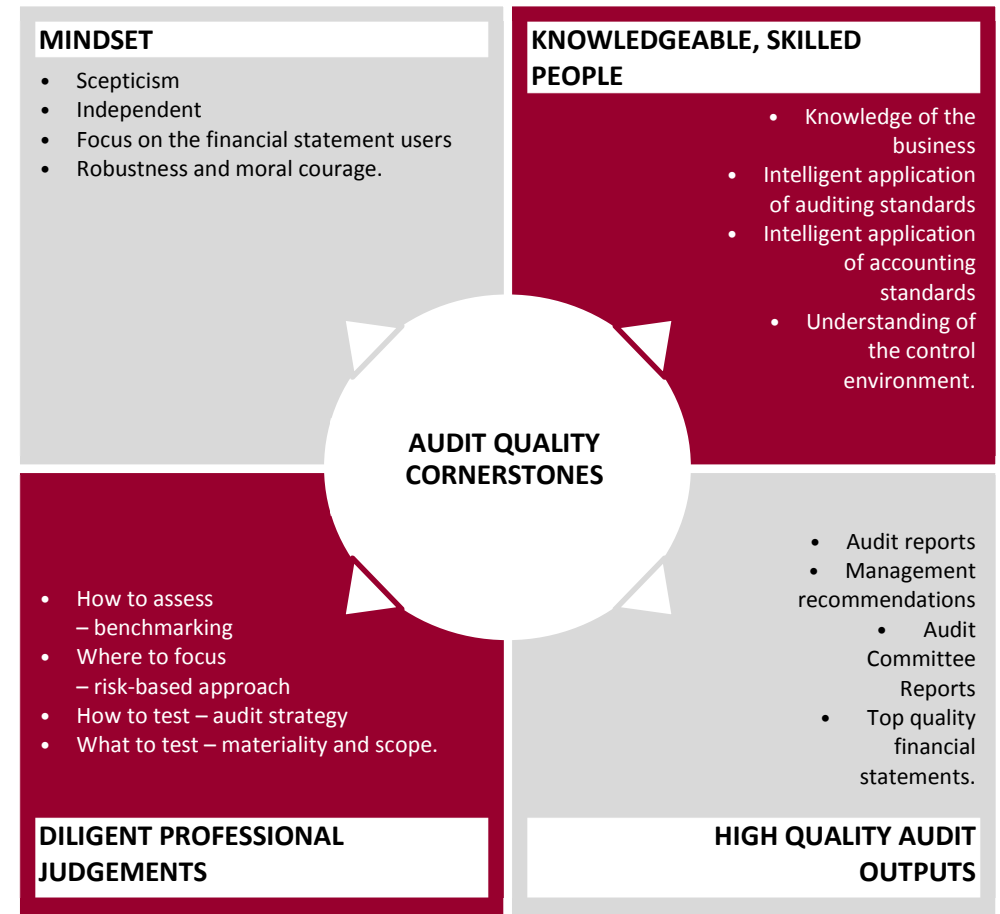 MINDSET
• Scepticism
• Independent
• Focus on the financial statement users
• Robustness and moral courage.
KNOWLEDGEABLE, SKILLED
PEOPLE
• Knowledge of the
business
• Intelligent application
of auditing standards
• Intelligent application
of accounting
standards
• Understanding of
the control
environment.
AUDIT QUALITY
CORNERSTONES
• How to assess
– benchmarking
• Where to focus
– risk-based approach
• How to test – audit strategy
• What to test – materiality and scope.
DILIGENT PROFESSIONAL
JUDGEMENTS
• Audit reports
• Management
recommendations
• Audit
Committee
Reports
• Top quality
financial
statements.
HIGH QUALITY AUDIT
OUTPUTS